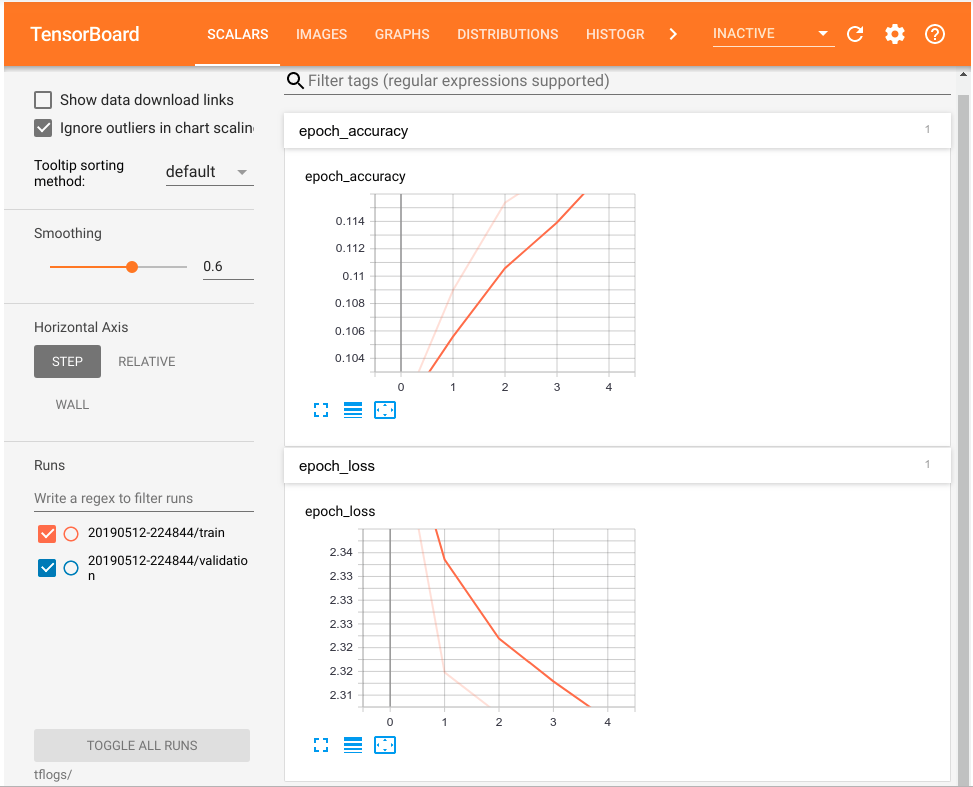 TensorBoard
SCALARS IMAGES GRAPHS DISTRIBUTIONS HISTOGR INACTIVE
Show data download links
Ignore outliers in chart scalin
Tooltip sorting
method:
default
Smoothing
0.6
Horizontal Axis
STEP RELATIVE
WALL
Runs
Write a regex to filter runs
20190512-224844/train
20190512-224844/validatio
n
TOGGLE ALL RUNS
tflogs/
Filter tags (regular expressions supported)
epoch_accuracy 1
epoch_accuracy
0.114
0.112
0.11
0.108
0.106
0.104
0 1 2 3 4
epoch_loss 1
epoch_loss
2.34
2.33
2.33
2.33
2.32
2.32
2.31
0 1 2 3 4